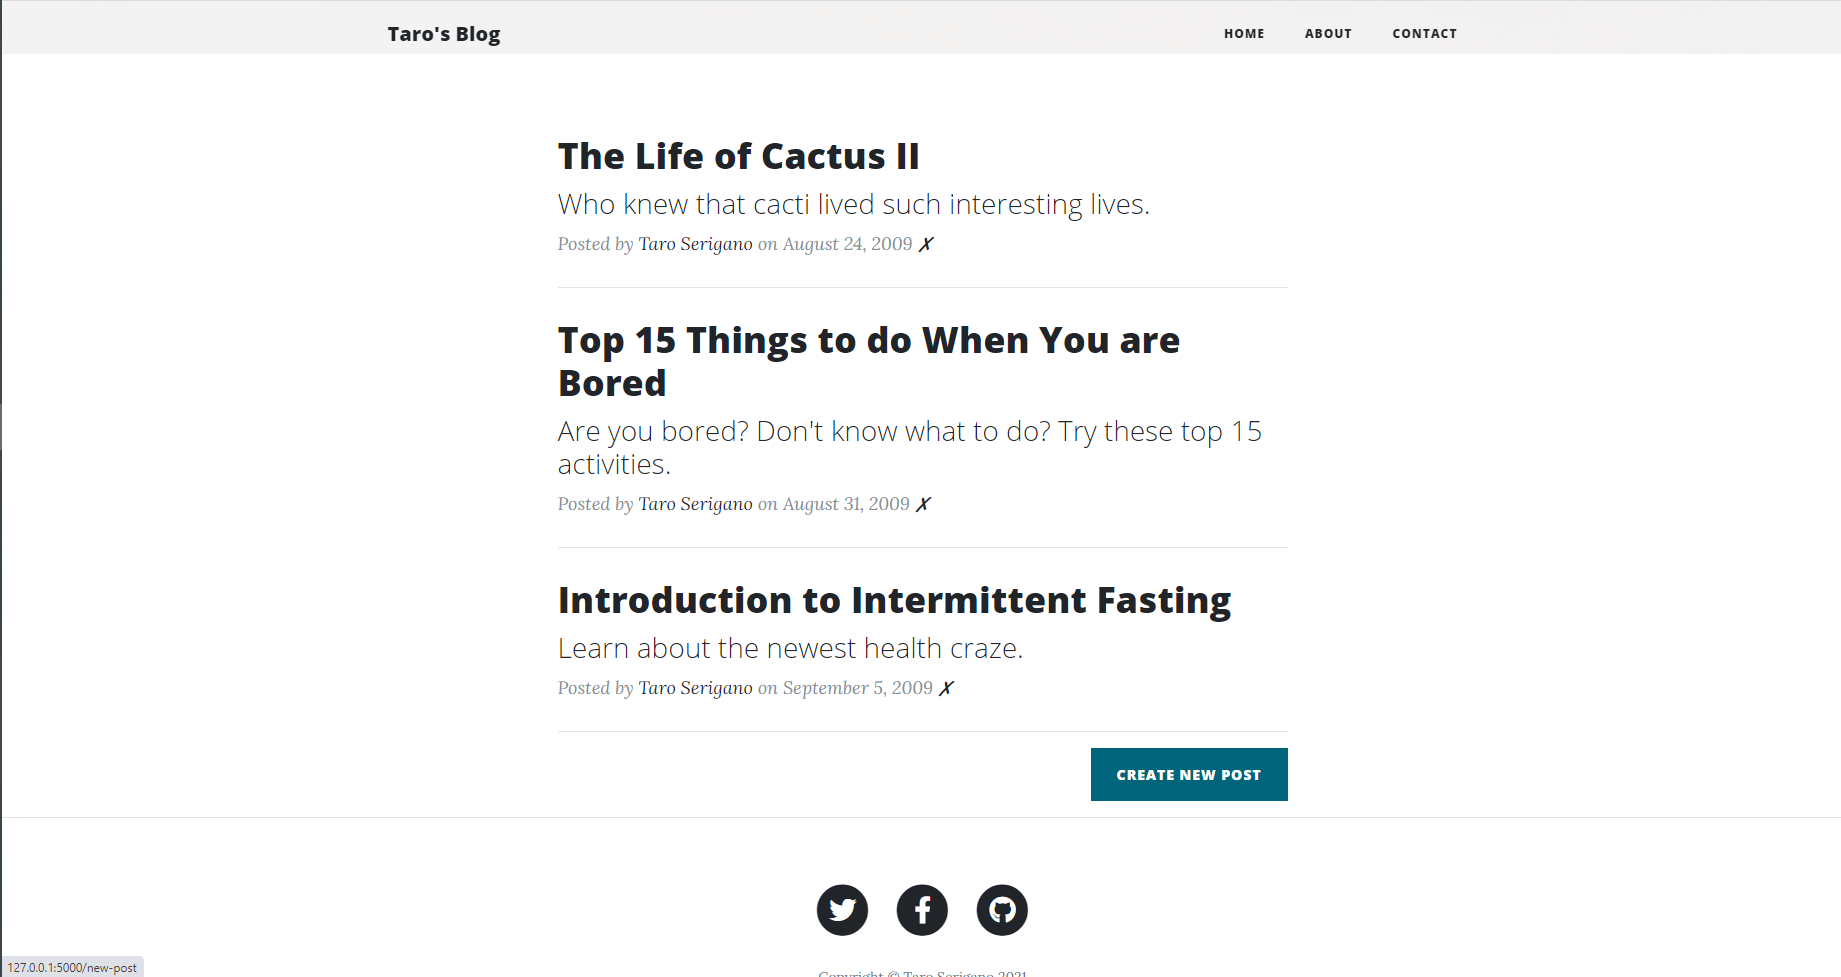 Taro's Blog
HOME ABOUT CONTACT
The Life of Cactus II
Who knew that cacti lived such interesting lives.
Posted by Taro Serigano on August 24, 2009 ✗
Top 15 Things to do When You are
Bored
Are you bored? Don't know what to do? Try these top 15
activities.
Posted by Taro Serigano on August 31, 2009 ✗
Introduction to Intermittent Fasting
Learn about the newest health craze.
Posted by Taro Serigano on September 5, 2009 ✗
CREATE NEW POST
Copyright © Taro Serigano 2021
127.0.0.1:5000/new-post